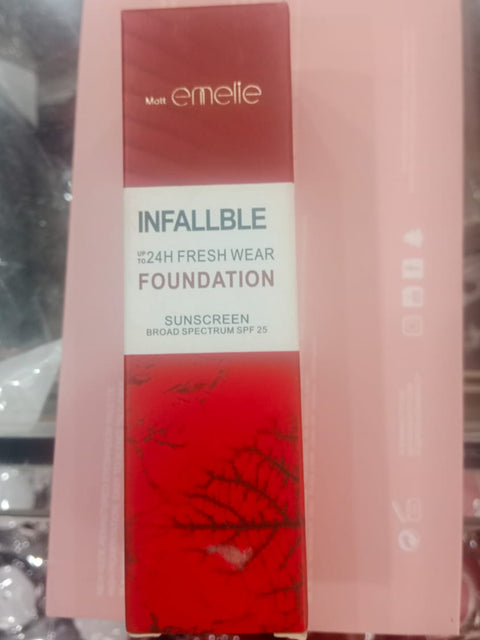 Mott emelie
INFALLBLE
UP TO 24H FRESH WEAR
FOUNDATION
SUNSCREEN
BROAD SPECTRUM SPF 25